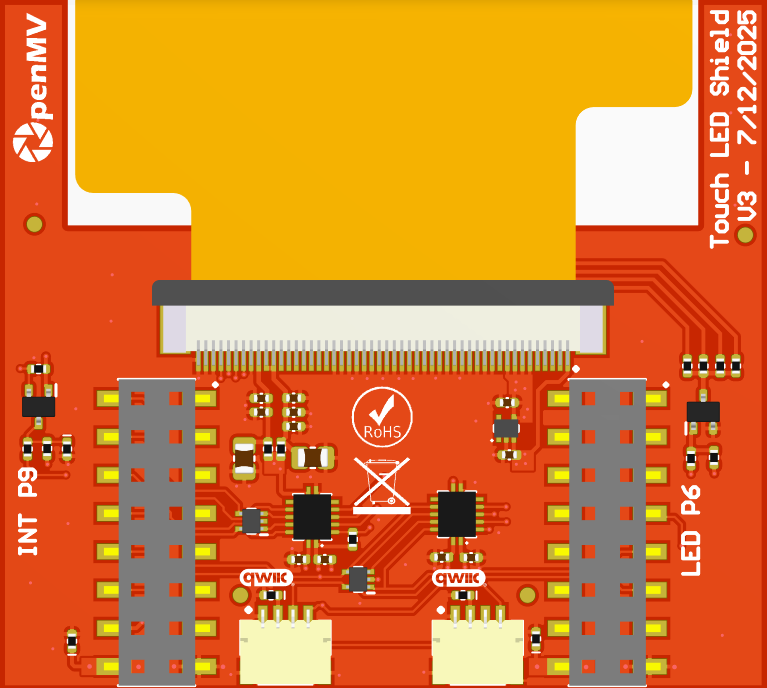 OpenMV
Touch LED Shield
V3 - 7/12/2025
RoHS
INT P9
LED P6
qwiic
qwiic